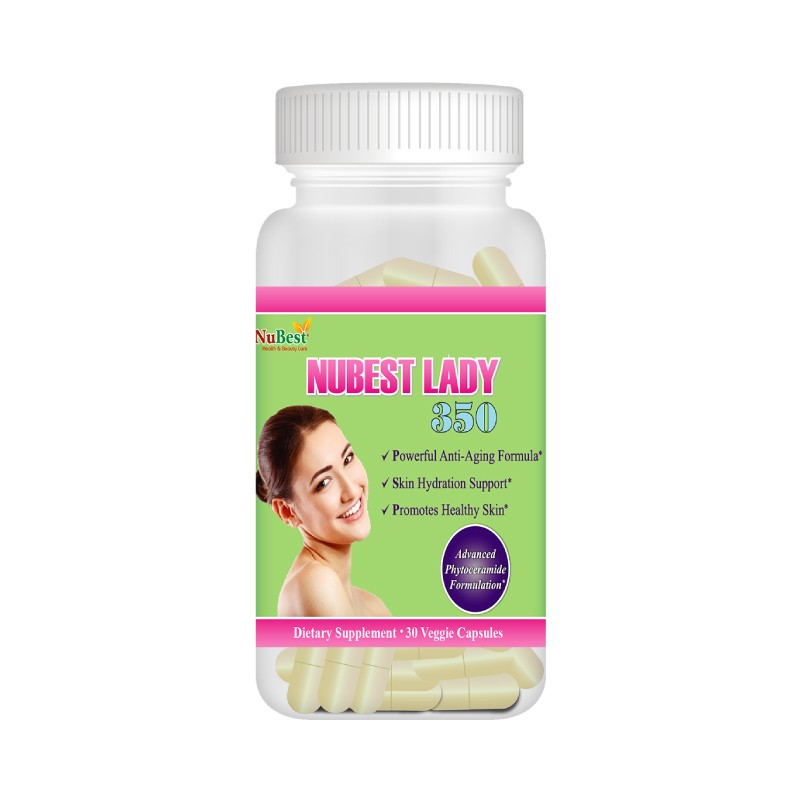 NuBest
Health & Beauty Care
NUBEST LADY
350
✓ Powerful Anti-Aging Formula*
✓ Skin Hydration Support*
✓ Promotes Healthy Skin*
Advanced
Phytoceramide
Formulation*
Dietary Supplement • 30 Veggie Capsules